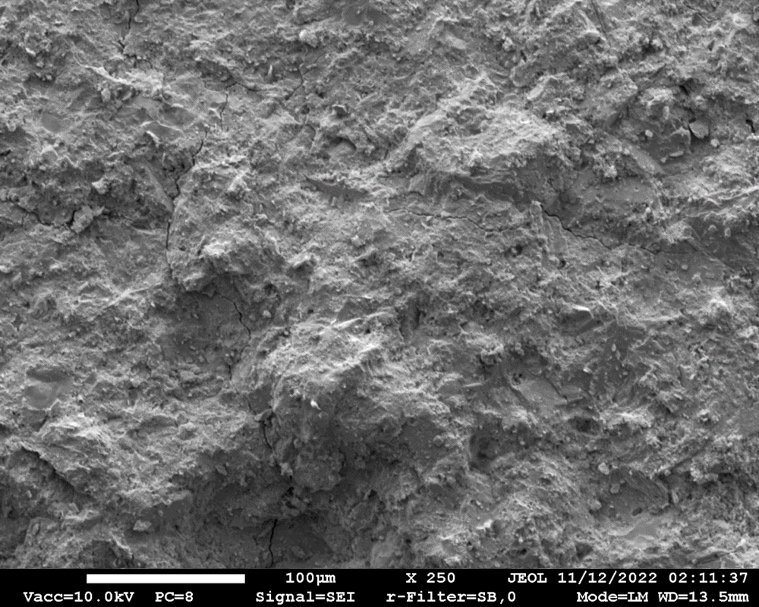 100µm X 250 JEOL 11/12/2022 02:11:37
Vacc=10.0kV PC=8 Signal=SEI r-Filter=SB,0 Mode=LM WD=13.5mm